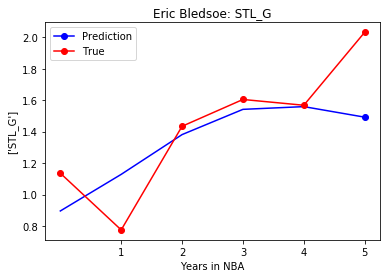 Eric Bledsoe: STL_G
Prediction
True
['STL_G']
2.0
1.8
1.6
1.4
1.2
1.0
0.8
1 2 3 4 5
Years in NBA